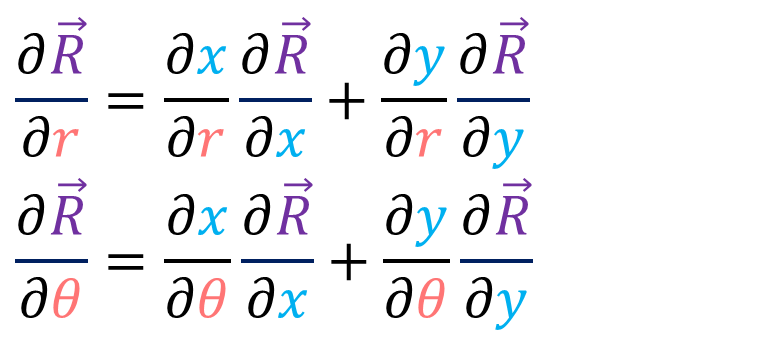 ∂R⃗/∂r = ∂x/∂r ∂R⃗/∂x + ∂y/∂r ∂R⃗/∂y
∂R⃗/∂θ = ∂x/∂θ ∂R⃗/∂x + ∂y/∂θ ∂R⃗/∂y